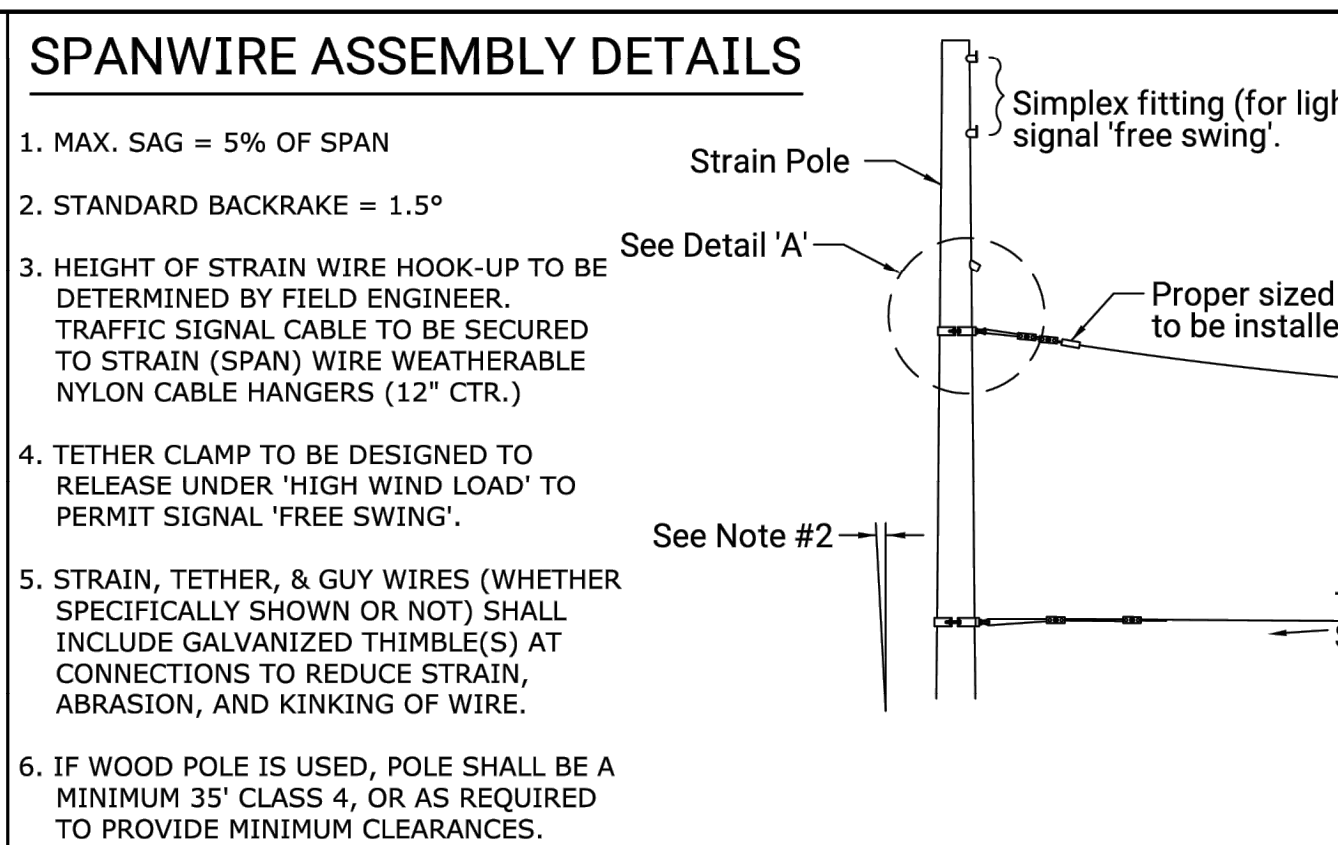 SPANWIRE ASSEMBLY DETAILS
1. MAX. SAG = 5% OF SPAN
2. STANDARD BACKRAKE = 1.5°
3. HEIGHT OF STRAIN WIRE HOOK-UP TO BE
DETERMINED BY FIELD ENGINEER.
TRAFFIC SIGNAL CABLE TO BE SECURED
TO STRAIN (SPAN) WIRE WEATHERABLE
NYLON CABLE HANGERS (12" CTR.)
4. TETHER CLAMP TO BE DESIGNED TO
RELEASE UNDER 'HIGH WIND LOAD' TO
PERMIT SIGNAL 'FREE SWING'.
5. STRAIN, TETHER, & GUY WIRES (WHETHER
SPECIFICALLY SHOWN OR NOT) SHALL
INCLUDE GALVANIZED THIMBLE(S) AT
CONNECTIONS TO REDUCE STRAIN,
ABRASION, AND KINKING OF WIRE.
6. IF WOOD POLE IS USED, POLE SHALL BE A
MINIMUM 35' CLASS 4, OR AS REQUIRED
TO PROVIDE MINIMUM CLEARANCES.
Simplex fitting (for
signal 'free swing'.
Strain Pole
See Detail 'A'
Proper sized
to be
See Note #2